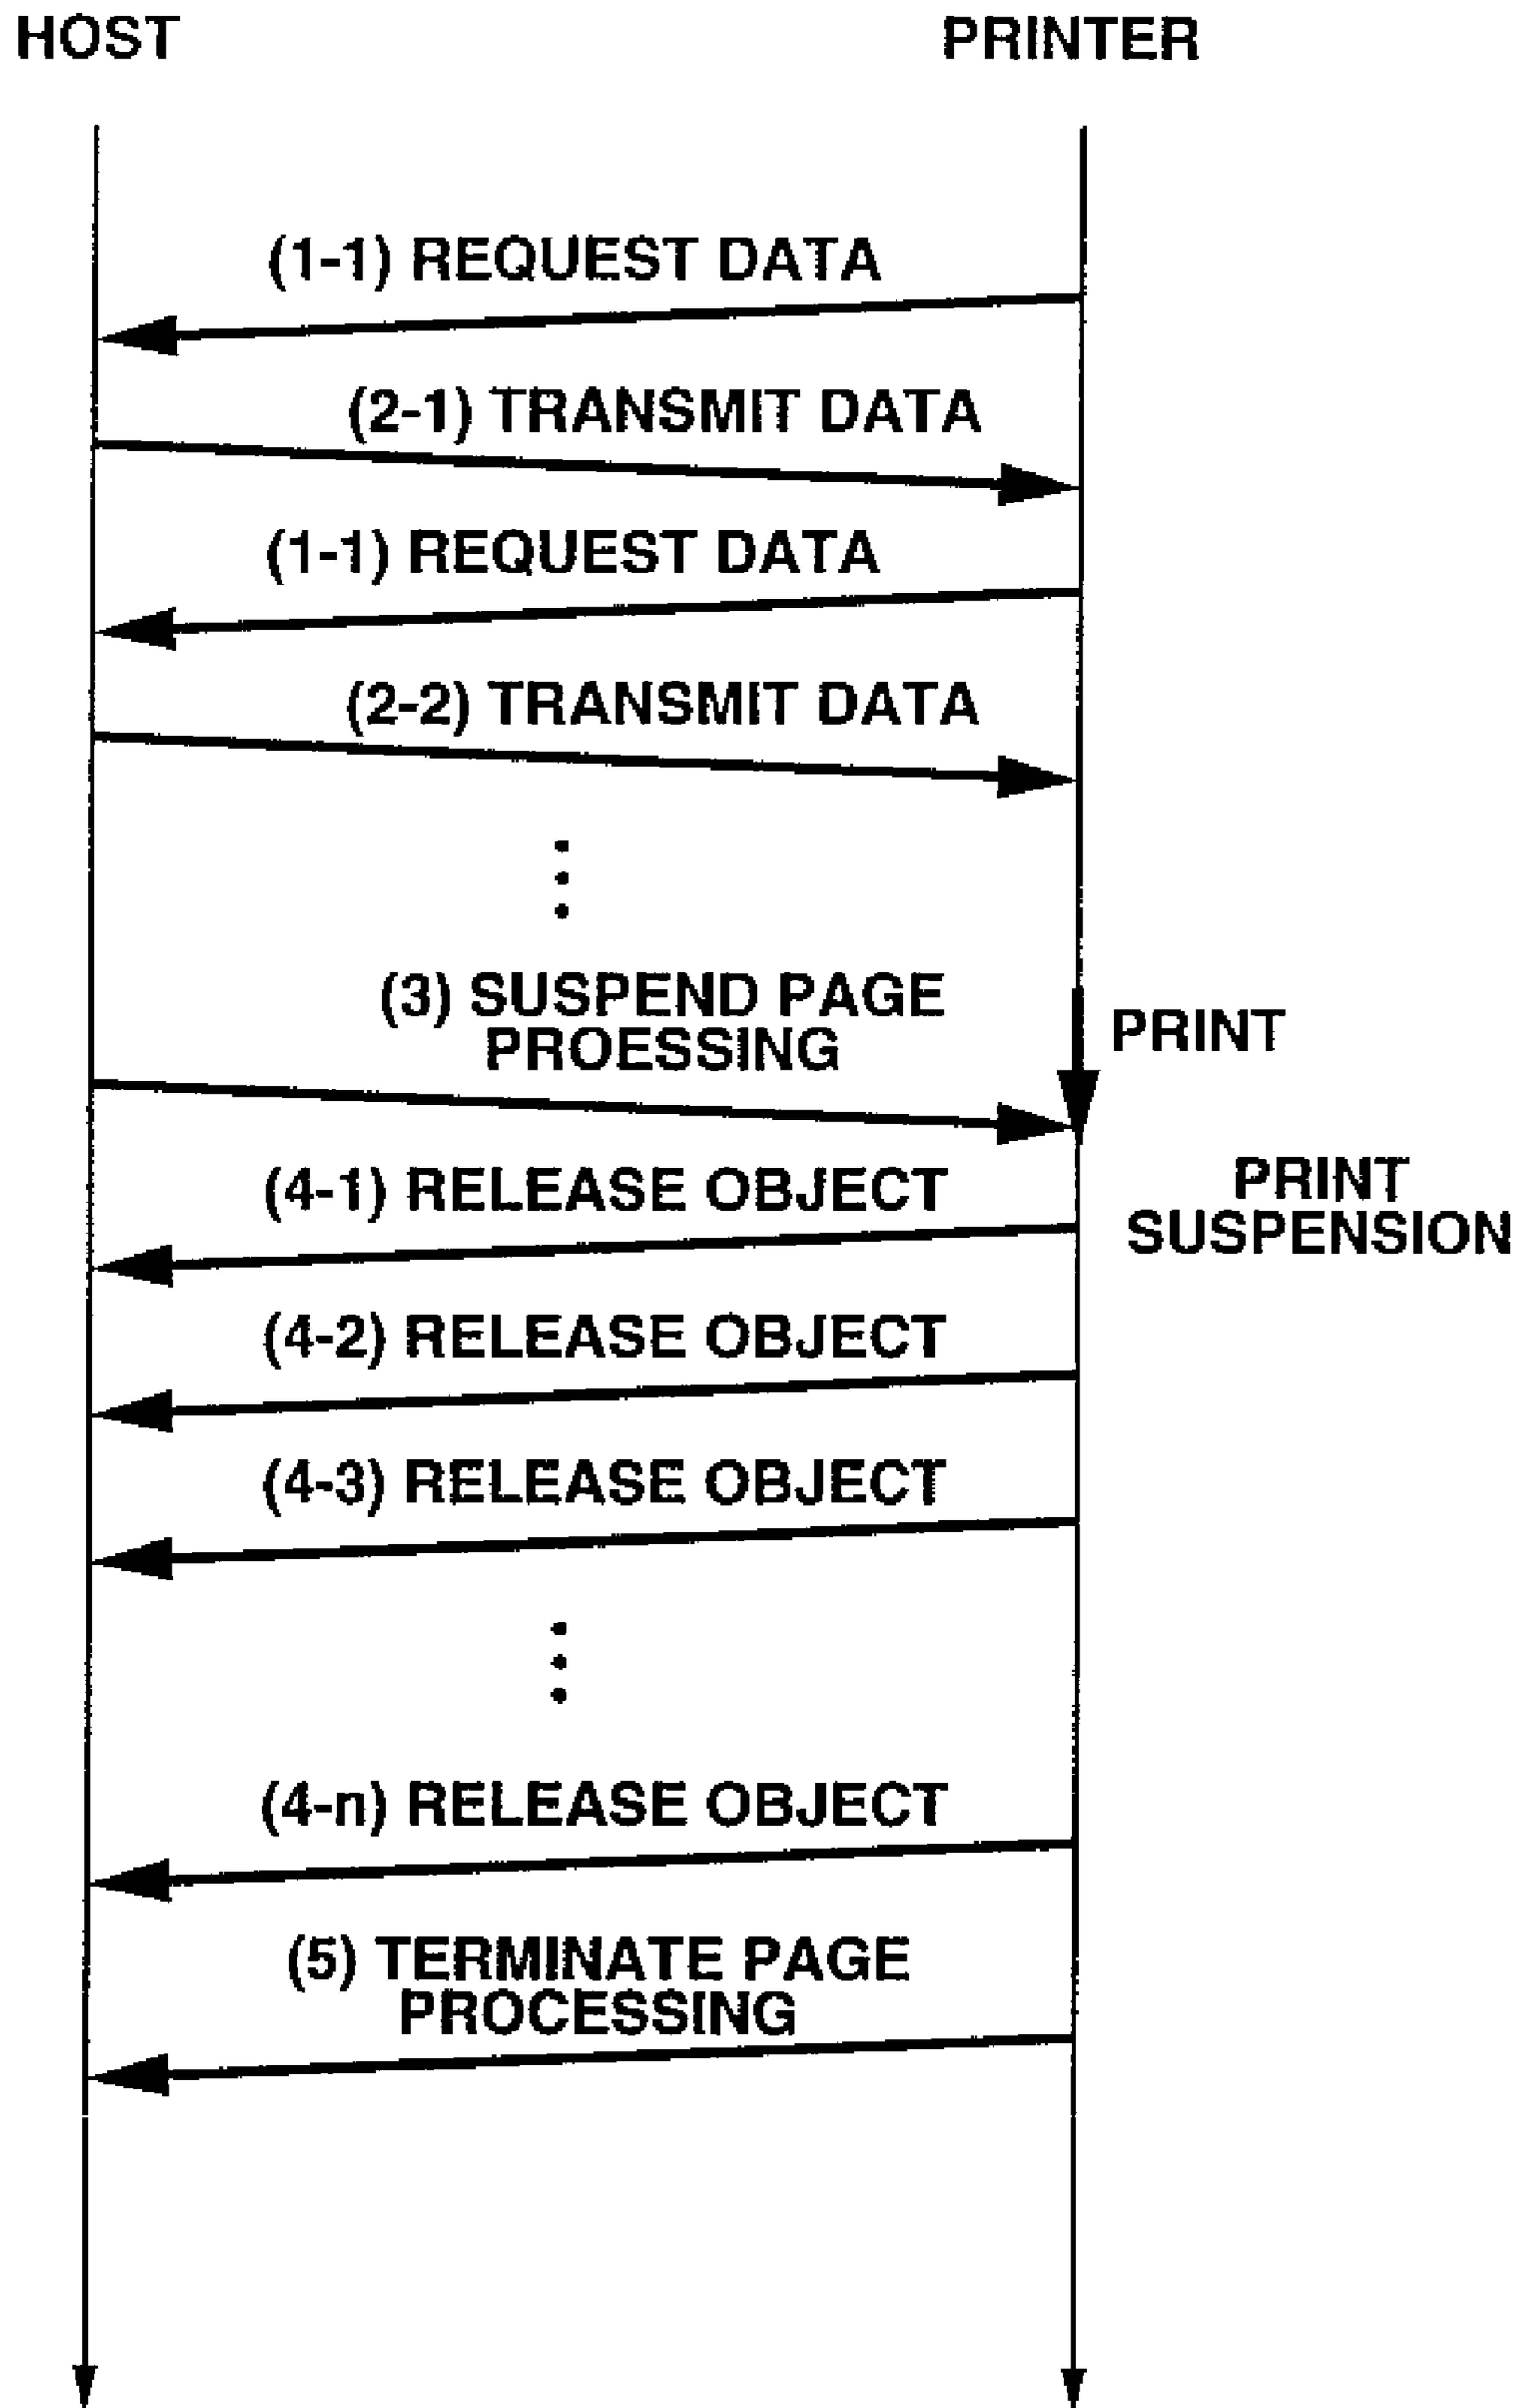 HOST
PRINTER
(1-1) REQUEST DATA
(2-1) TRANSMIT DATA
(1-1) REQUEST DATA
(2-2) TRANSMIT DATA
(3) SUSPEND PAGE
PROESSING
PRINT
(4-1) RELEASE OBJECT
PRINT
SUSPENSION
(4-2) RELEASE OBJECT
(4-3) RELEASE OBJECT
(4-n) RELEASE OBJECT
(5) TERMINATE PAGE
PROCESSING